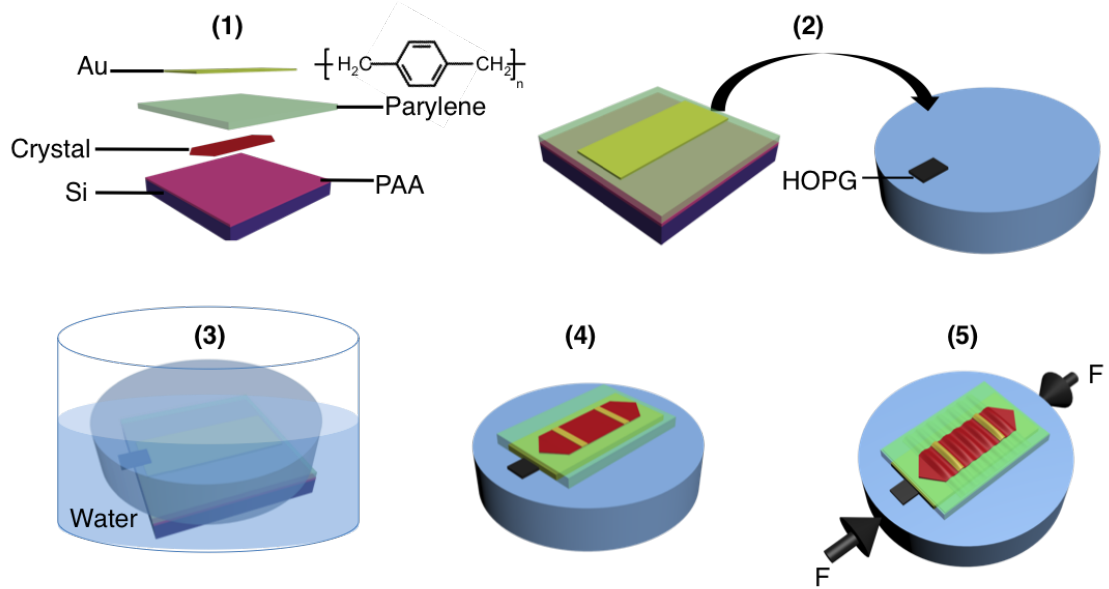 (1)
Au
H₂C
CH₂
n
Parylene
Crystal
Si
PAA
(2)
HOPG
(3)
Water
(4)
(5)
F
F